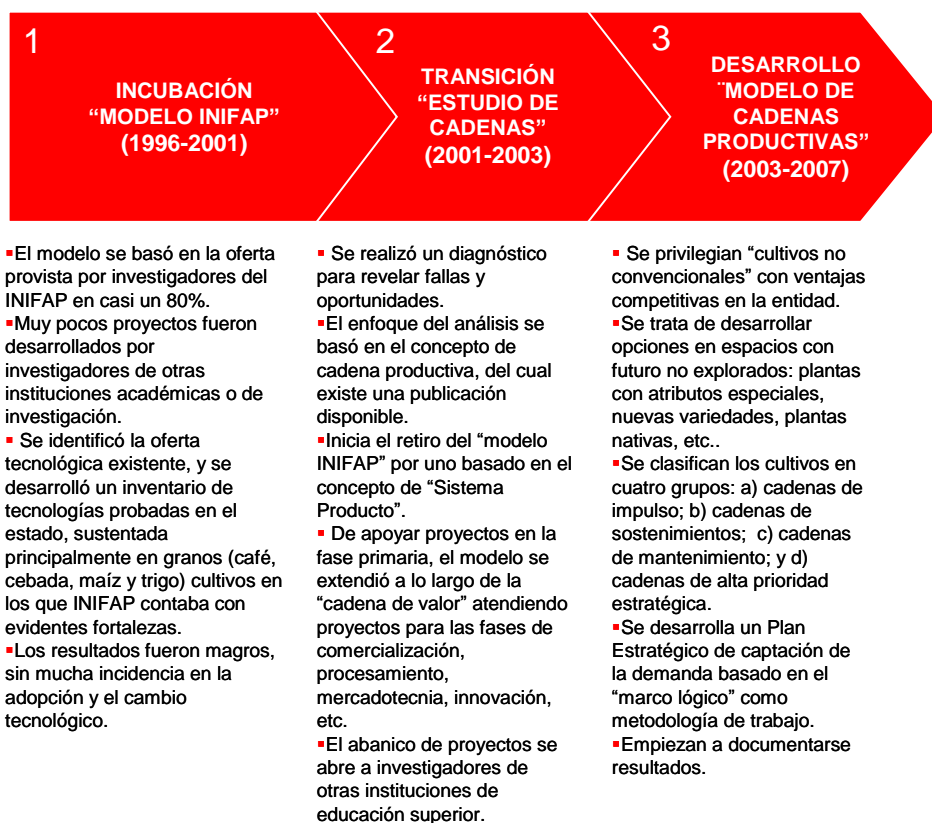 1
INCUBACIÓN
“MODELO INIFAP”
(1996-2001)
2
TRANSICIÓN
“ESTUDIO DE
CADENAS”
(2001-2003)
3
DESARROLLO
¨MODELO DE
CADENAS
PRODUCTIVAS”
(2003-2007)
▪El modelo se basó en la oferta
provista por investigadores del
INIFAP en casi un 80%.
▪Muy pocos proyectos fueron
desarrollados por
investigadores de otras
instituciones académicas o de
investigación.
▪ Se identificó la oferta
tecnológica existente, y se
desarrolló un inventario de
tecnologías probadas en el
estado, sustentada
principalmente en granos (café,
cebada, maíz y trigo) cultivos en
los que INIFAP contaba con
evidentes fortalezas.
▪Los resultados fueron magros,
sin mucha incidencia en la
adopción y el cambio
tecnológico.
▪ Se realizó un diagnóstico
para revelar fallas y
oportunidades.
▪El enfoque del análisis se
basó en el concepto de
cadena productiva, del cual
existe una publicación
disponible.
▪Inicia el retiro del “modelo
INIFAP” por uno basado en el
concepto de “Sistema
Producto”.
▪ De apoyar proyectos en la
fase primaria, el modelo se
extendió a lo largo de la
“cadena de valor” atendiendo
proyectos para las fases de
comercialización,
procesamiento,
mercadotecnia, innovación,
etc.
▪El abanico de proyectos se
abre a investigadores de
otras instituciones de
educación superior.
▪ Se privilegian “cultivos no
convencionales” con ventajas
competitivas en la entidad.
▪Se trata de desarrollar
opciones en espacios con
futuro no explorados: plantas
con atributos especiales,
nuevas variedades, plantas
nativas, etc..
▪Se clasifican los cultivos en
cuatro grupos: a) cadenas de
impulso; b) cadenas de
sostenimientos; c) cadenas
de mantenimiento; y d)
cadenas de alta prioridad
estratégica.
▪Se desarrolla un Plan
Estratégico de captación de
la demanda basado en el
“marco lógico” como
metodología de trabajo.
▪Empiezan a documentarse
resultados.